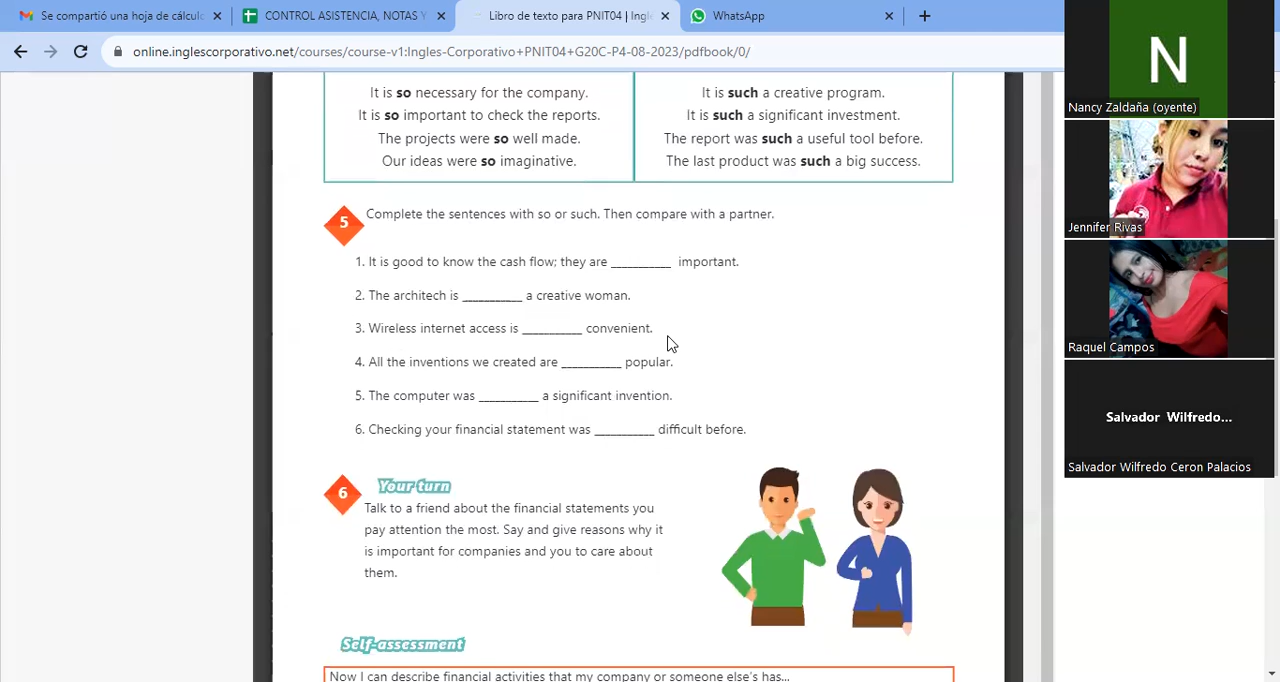 Se compartió una hoja de cálcul
CONTROL ASISTENCIA, NOTAS Y
Libro de texto para PNIT04 | Ingl
WhatsApp
online.inglescorporativo.net/courses/course-v1:Ingles-Corporativo+PNIT04+G20C-P4-08-2023/pdfbook/0/
It is so necessary for the company.
It is so important to check the reports.
The projects were so well made.
Our ideas were so imaginative.
It is such a creative program.
It is such a significant investment.
The report was such a useful tool before.
The last product was such a big success.
5
Complete the sentences with so or such. Then compare with a partner.
1. It is good to know the cash flow; they are __________ important.
2. The architech is __________ a creative woman.
3. Wireless internet access is __________ convenient.
4. All the inventions we created are __________ popular.
5. The computer was __________ a significant invention.
6. Checking your financial statement was __________ difficult before.
6
Your turn
Talk to a friend about the financial statements you
pay attention the most. Say and give reasons why it
is important for companies and you to care about
them.
Self-assessment
Now I can describe financial activities that my company or someone else's has...
N
Nancy Zaldaña (oyente)
Jennifer Rivas
Raquel Campos
Salvador Wilfredo...
Salvador Wilfredo Ceron Palacios